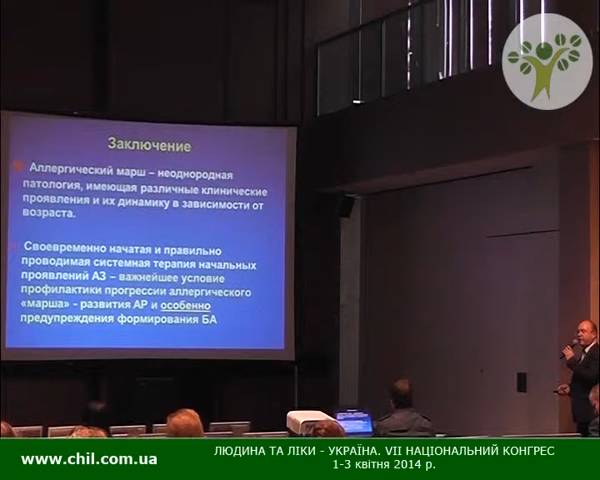 Заключение
Аллергический марш – неоднородная
патология, имеющая различные клинические
проявления и их динамику в зависимости от
возраста.
Своевременно начатая и правильно
проводимая системная терапия начальных
проявлений АЗ – важнейшее условие
профилактики прогрессии аллергического
«марша» - развития АР и особенно
предупреждения формирования БА
www.chil.com.ua
ЛЮДИНА ТА ЛІКИ - УКРАЇНА. VII НАЦІОНАЛЬНИЙ КОНГРЕС
1-3 квітня 2014 р.